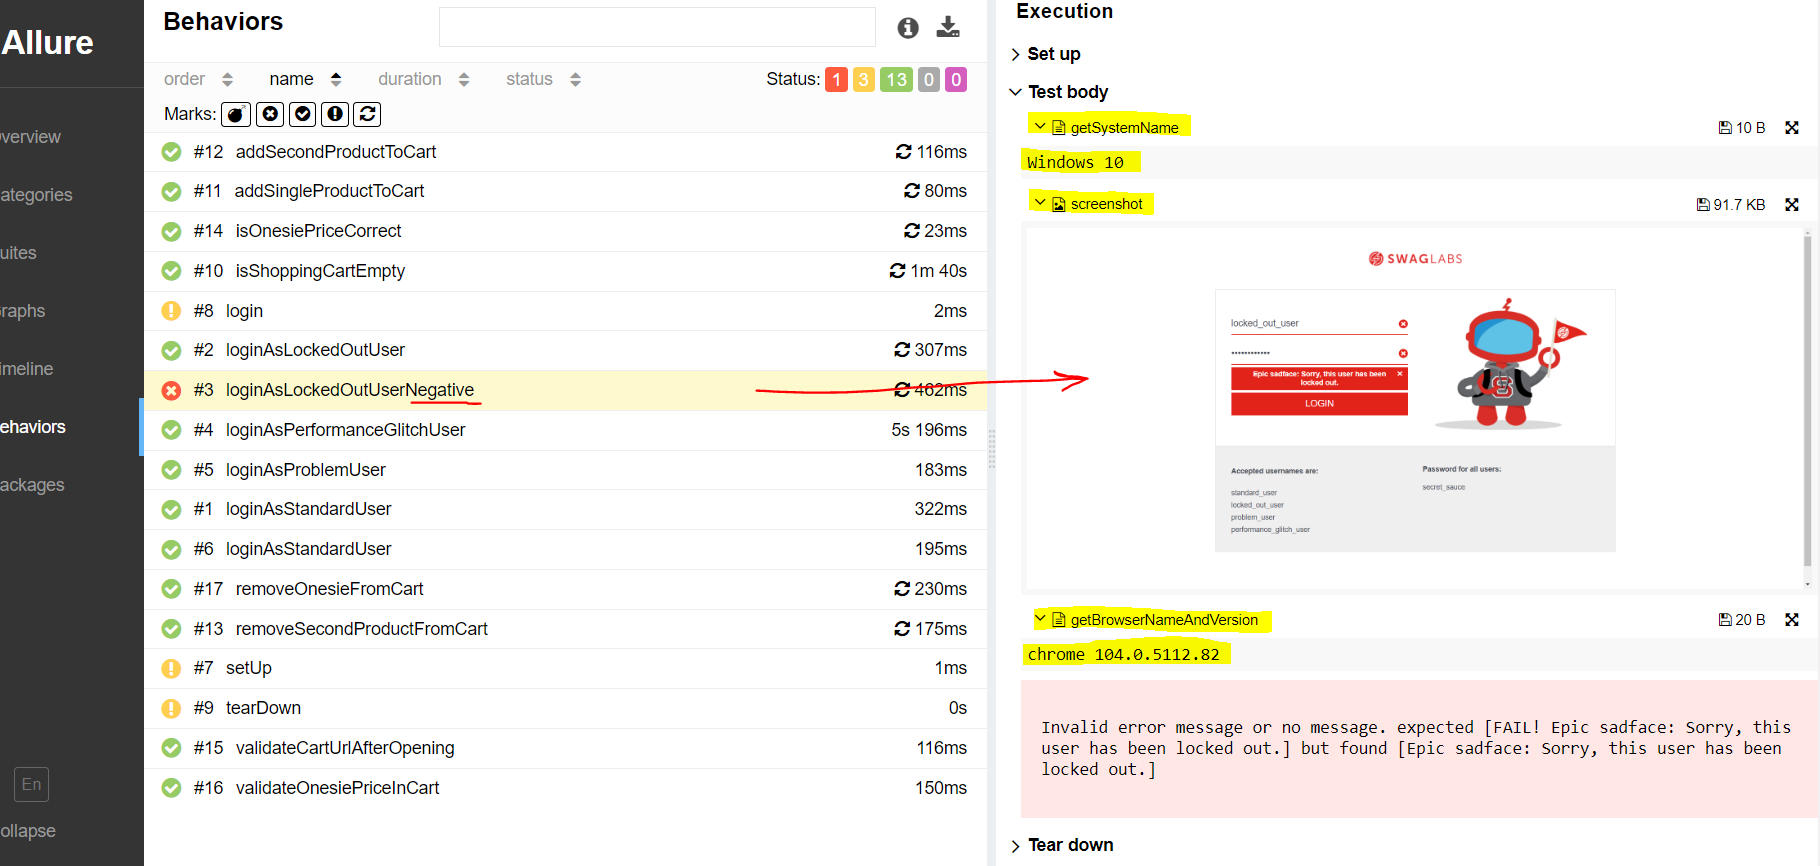 Allure
verview
ategories
uites
raphs
imeline
ehaviors
ackages
En
ollapse
Behaviors
order name duration status Status: 1 3 13 0 0
Marks:
#12 addSecondProductToCart 116ms
#11 addSingleProductToCart 80ms
#14 isOnesiePriceCorrect 23ms
#10 isShoppingCartEmpty 1m 40s
#8 login 2ms
#2 loginAsLockedOutUser 307ms
#3 loginAsLockedOutUserNegative 462ms
#4 loginAsPerformanceGlitchUser 5s 196ms
#5 loginAsProblemUser 183ms
#1 loginAsStandardUser 322ms
#6 loginAsStandardUser 195ms
#17 removeOnesieFromCart 230ms
#13 removeSecondProductFromCart 175ms
#7 setUp 1ms
#9 tearDown 0s
#15 validateCartUrlAfterOpening 116ms
#16 validateOnesiePriceInCart 150ms
Execution
Set up
Test body
getSystemName 10 B
Windows 10
screenshot 91.7 KB
SWAGLABS
locked_out_user
••••••••••••
Epic sadface: Sorry, this user has been
locked out.
LOGIN
Accepted usernames are:
standard_user
locked_out_user
problem_user
performance_glitch_user
Password for all users:
secret_sauce
getBrowserNameAndVersion 20 B
chrome 104.0.5112.82
Invalid error message or no message. expected [FAIL! Epic sadface: Sorry, this
user has been locked out.] but found [Epic sadface: Sorry, this user has been
locked out.]
Tear down